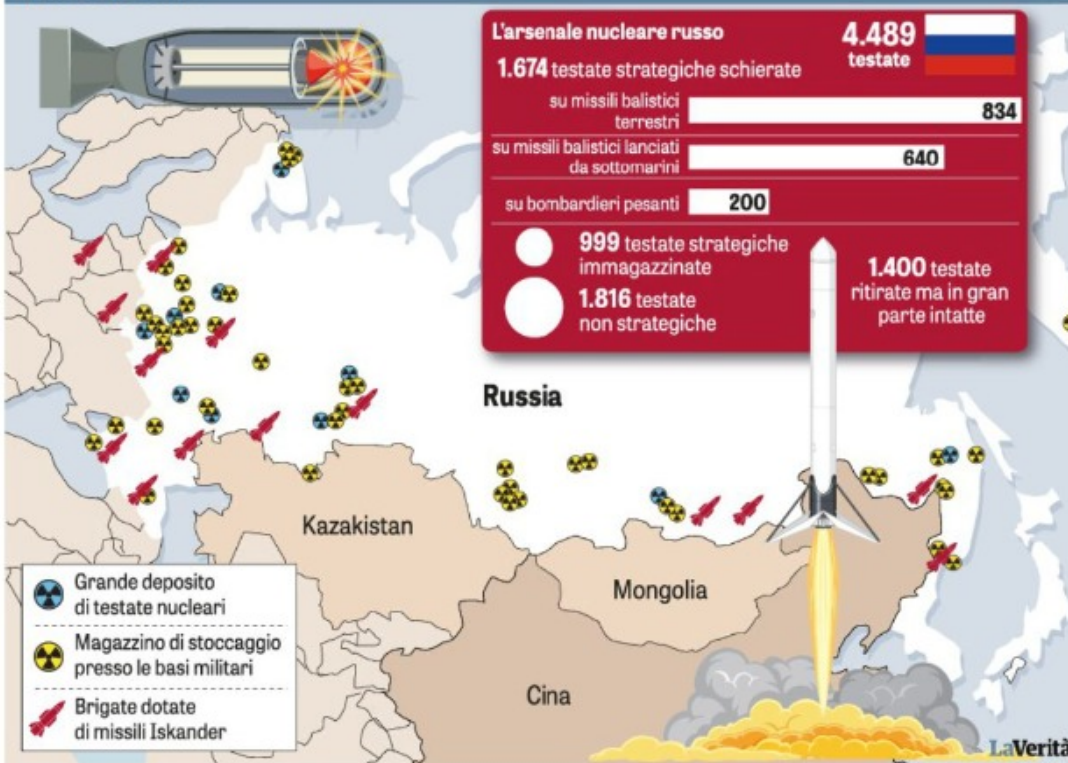 L'arsenale nucleare russo
4.489
testate
1.674 testate strategiche schierate
su missili balistici
terrestri
834
su missili balistici lanciati
da sottomarini
640
su bombardieri pesanti
200
999 testate strategiche
immagazzinate
1.816 testate
non strategiche
1.400 testate
ritirate ma in gran
parte intatte
Russia
Kazakistan
Mongolia
Cina
Grande deposito
di testate nucleari
Magazzino di stoccaggio
presso le basi militari
Brigate dotate
di missili Iskander
LaVerità